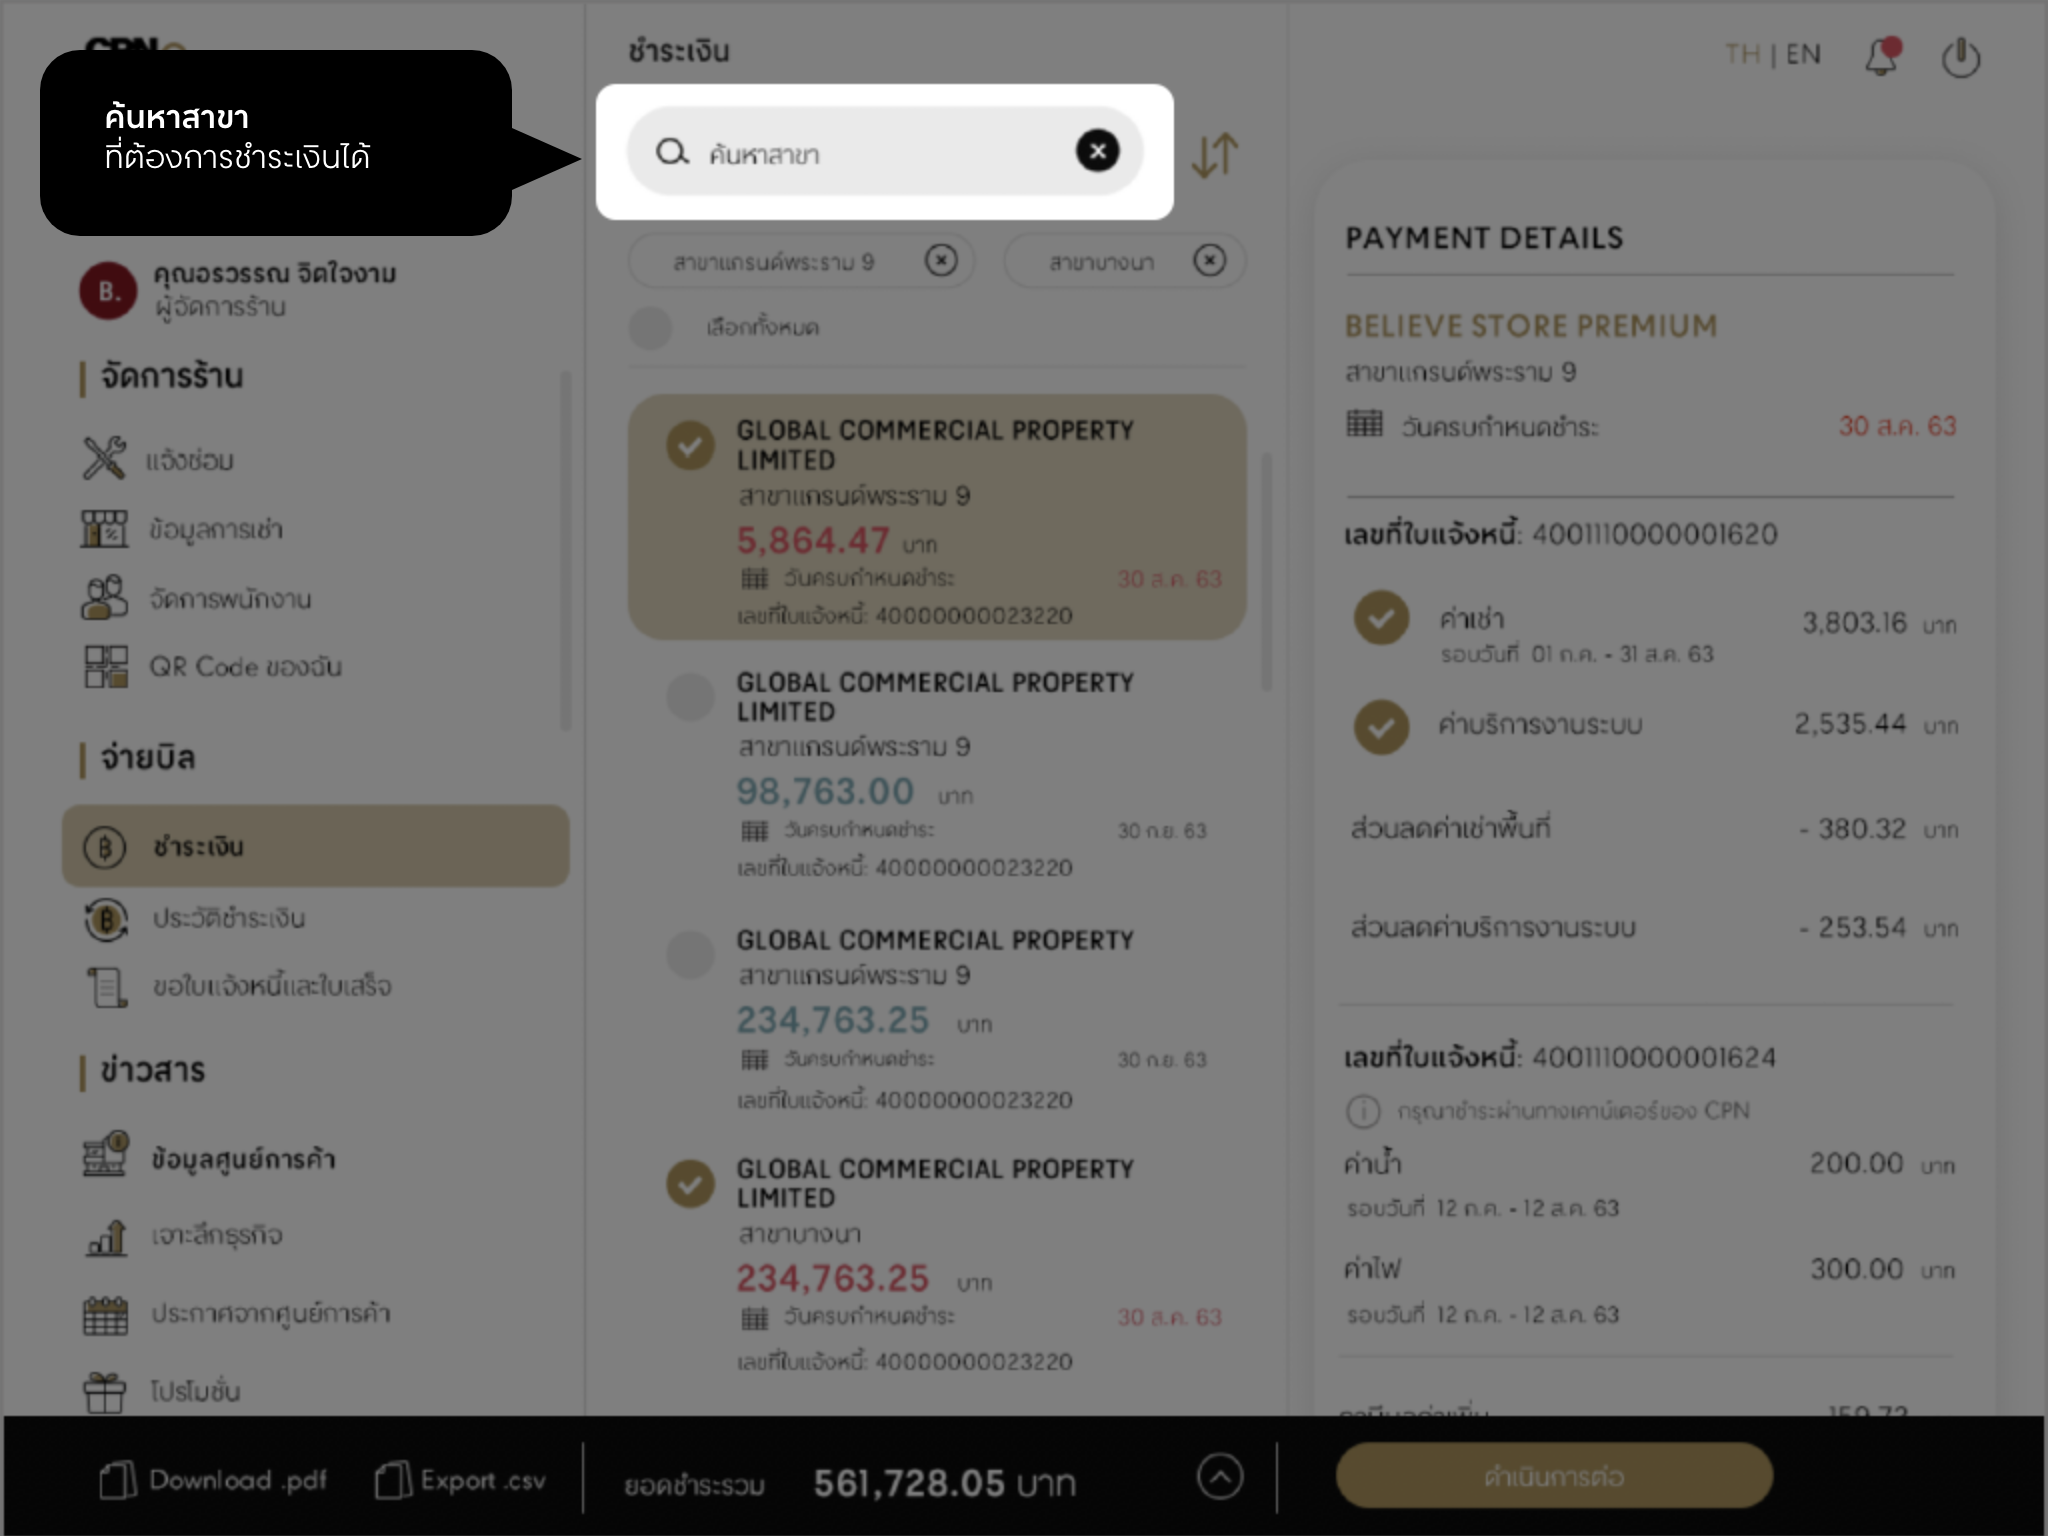 ค้นหาสาขา
ที่ต้องการชำระเงินได้
คุณอรวรรณ จิตใจงาม
B.
ผู้จัดการร้าน
จัดการร้าน
แจ้งซ่อม
ข้อมูลการเช่า
จัดการพนักงาน
QR Code ของฉัน
จ่ายบิล
ชำระเงิน
ประวัติชำระเงิน
ขอใบแจ้งหนี้และใบเสร็จ
ข่าวสาร
ข้อมูลศูนย์การค้า
เจาะลึกธุรกิจ
ประกาศจากศูนย์การค้า
โปรโมชั่น
ชำระเงิน
ค้นหาสาขา
สาขาแกรนด์พระราม 9
สาขาบางนา
เลือกทั้งหมด
GLOBAL COMMERCIAL PROPERTY
LIMITED
สาขาแกรนด์พระราม 9
5,864.47 บาท
วันครบกำหนดชำระ 30 ส.ค. 63
เลขที่ใบแจ้งหนี้: 40000000023220
GLOBAL COMMERCIAL PROPERTY
LIMITED
สาขาแกรนด์พระราม 9
98,763.00 บาท
วันครบกำหนดชำระ 30 ก.ย. 63
เลขที่ใบแจ้งหนี้: 40000000023220
GLOBAL COMMERCIAL PROPERTY
สาขาแกรนด์พระราม 9
234,763.25 บาท
วันครบกำหนดชำระ 30 ก.ย. 63
เลขที่ใบแจ้งหนี้: 40000000023220
GLOBAL COMMERCIAL PROPERTY
LIMITED
สาขาบางนา
234,763.25 บาท
วันครบกำหนดชำระ 30 ส.ค. 63
เลขที่ใบแจ้งหนี้: 40000000023220
TH | EN
PAYMENT DETAILS
BELIEVE STORE PREMIUM
สาขาแกรนด์พระราม 9
วันครบกำหนดชำระ 30 ส.ค. 63
เลขที่ใบแจ้งหนี้: 4001110000001620
ค่าเช่า 3,803.16 บาท
รอบวันที่ 01 ก.ค. - 31 ส.ค. 63
ค่าบริการงานระบบ 2,535.44 บาท
ส่วนลดค่าเช่าพื้นที่ - 380.32 บาท
ส่วนลดค่าบริการงานระบบ - 253.54 บาท
เลขที่ใบแจ้งหนี้: 4001110000001624
กรุณาชำระผ่านทางเคาน์เตอร์ของ CPN
ค่าน้ำ 200.00 บาท
รอบวันที่ 12 ก.ค. - 12 ส.ค. 63
ค่าไฟ 300.00 บาท
รอบวันที่ 12 ก.ค. - 12 ส.ค. 63
Download .pdf
Export .csv
ยอดชำระรวม 561,728.05 บาท
ดำเนินการต่อ